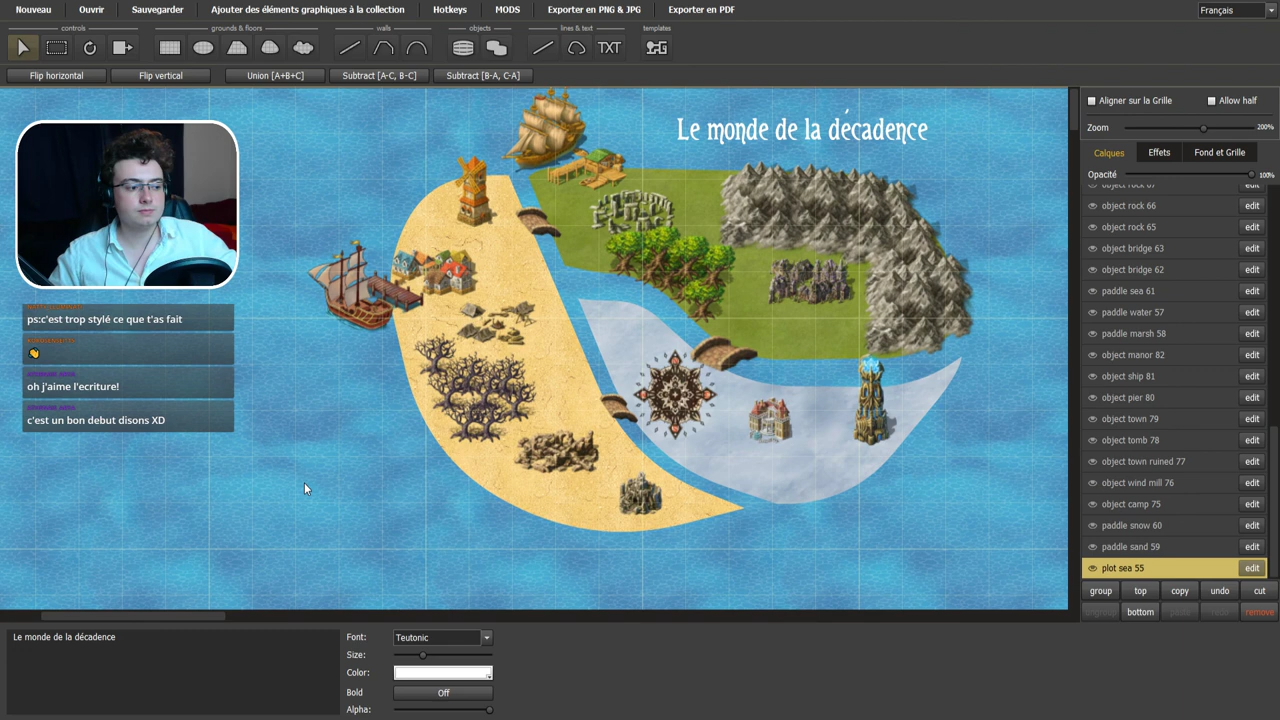 Nouveau Ouvrir Sauvegarder Ajouter des éléments graphiques à la collection Hotkeys MODS Exporter en PNG & JPG Exporter en PDF Français
controls grounds & floors walls objects lines & text templates
TXT
Flip horizontal Flip vertical Union [A+B+C] Subtract [A-C, B-C] Subtract [B-A, C-A]
Aligner sur la Grille Allow half
Zoom 200%
Calques Effets Fond et Grille
Opacité 100%
object rock 67 edit
object rock 66 edit
object rock 65 edit
object bridge 63 edit
object bridge 62 edit
paddle sea 61 edit
paddle water 57 edit
paddle marsh 58 edit
object manor 82 edit
object ship 81 edit
object pier 80 edit
object town 79 edit
object tomb 78 edit
object town ruined 77 edit
object wind mill 76 edit
object camp 75 edit
paddle snow 60 edit
paddle sand 59 edit
plot sea 55 edit
group top copy undo cut
ungroup bottom paste redo remove
Le monde de la décadence
ps:c'est trop stylé ce que t'as fait
oh j'aime l'ecriture!
c'est un bon debut disons XD
Le monde de la décadence
Font: Teutonic
Size:
Color:
Bold Off
Alpha: